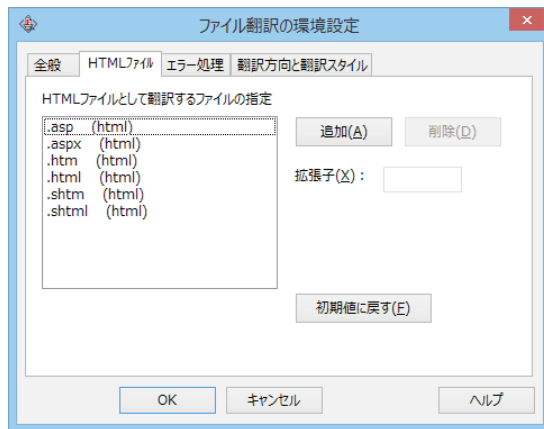 ファイル翻訳の環境設定
全般 HTMLファイル エラー処理 翻訳方向と翻訳スタイル
HTMLファイルとして翻訳するファイルの指定
.asp (html)
.aspx (html)
.htm (html)
.html (html)
.shtm (html)
.shtml (html)
追加(A) 削除(D)
拡張子(X)：
初期値に戻す(F)
OK キャンセル ヘルプ